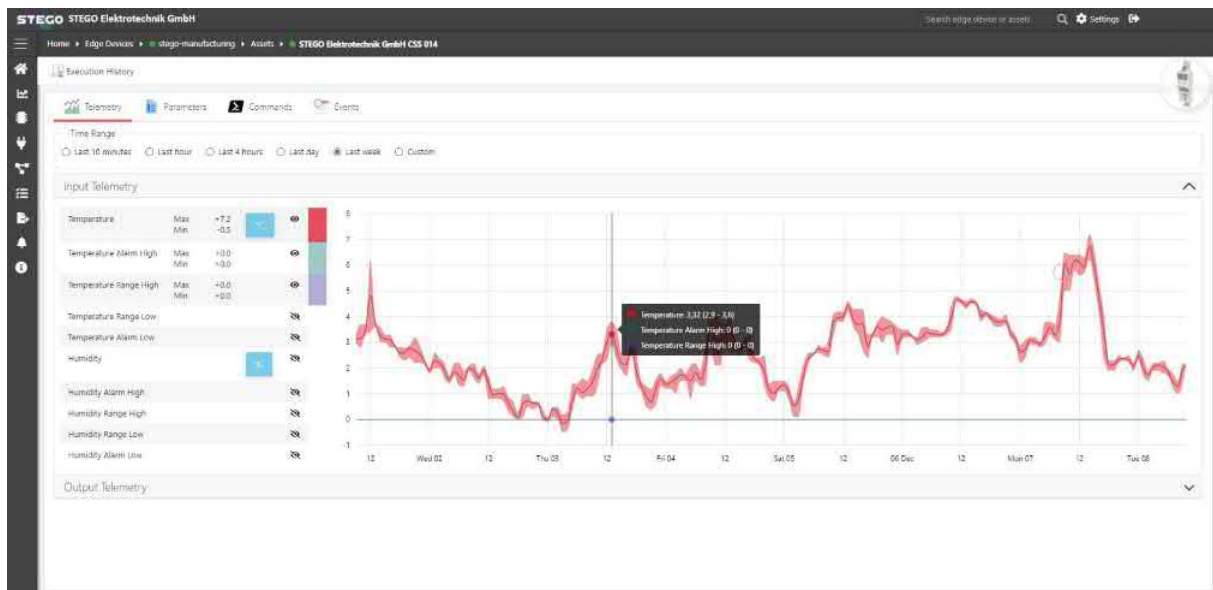 STEGO STEGO Elektrotechnik GmbH
Search edge device or assets
Settings
Home ▸ Edge Devices ▸ stego-manufacturing ▸ Assets ▸ STEGO Elektrotechnik GmbH CSS 014
Execution History
Telemetry Parameters Commands Events
Time Range
Last 10 minutes Last hour Last 4 hours Last day Last week Custom
Input Telemetry
Temperature Max +7.2 °C
Min -0.5
Temperature Alarm High Max +0.0
Min +0.0
Temperature Range High Max +0.0
Min +0.0
Temperature Range Low
Temperature Alarm Low
Humidity %
Humidity Alarm High
Humidity Range High
Humidity Range Low
Humidity Alarm Low
8
7
6
5
4
3
2
1
0
-1
Temperature: 3,32 (2,9 - 3,8)
Temperature Alarm High: 0 (0 - 0)
Temperature Range High: 0 (0 - 0)
12 Wed 02 12 Thu 03 12 Fri 04 12 Sat 05 12 06 Dec 12 Mon 07 12 Tue 08
Output Telemetry